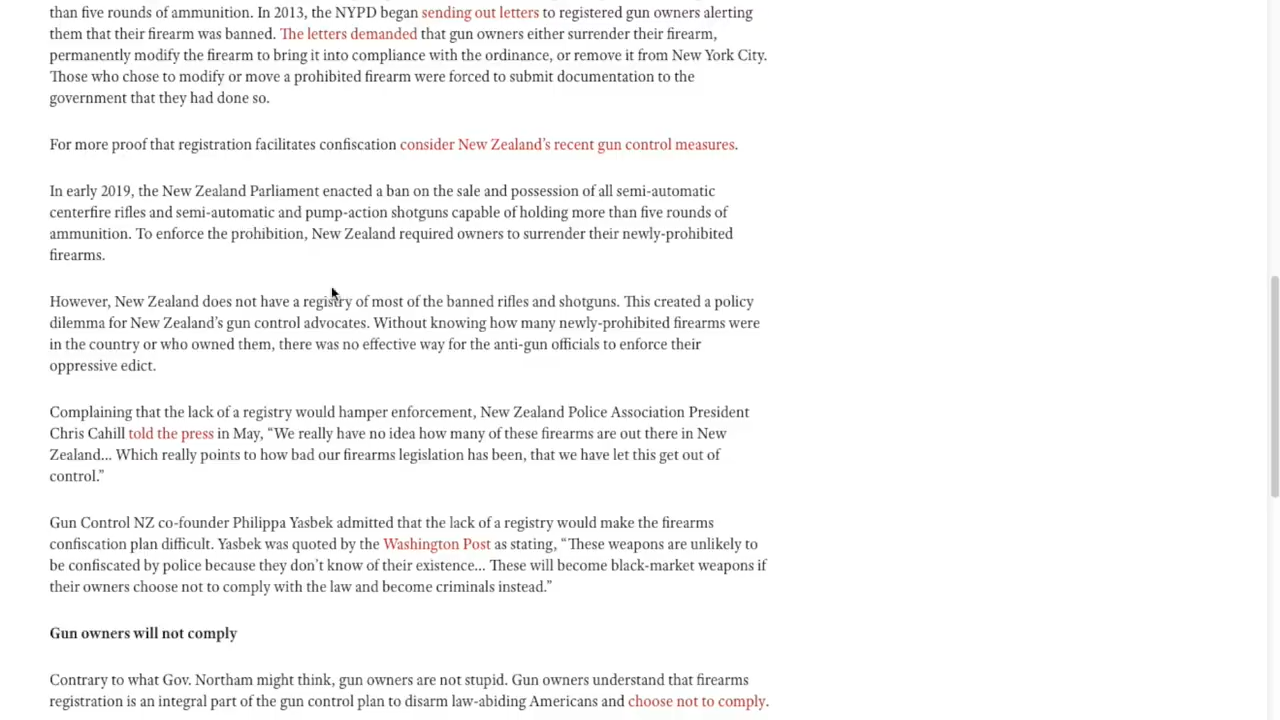 than five rounds of ammunition. In 2013, the NYPD began sending out letters to registered gun owners alerting
them that their firearm was banned. The letters demanded that gun owners either surrender their firearm,
permanently modify the firearm to bring it into compliance with the ordinance, or remove it from New York City.
Those who chose to modify or move a prohibited firearm were forced to submit documentation to the
government that they had done so.
For more proof that registration facilitates confiscation consider New Zealand’s recent gun control measures.
In early 2019, the New Zealand Parliament enacted a ban on the sale and possession of all semi-automatic
centerfire rifles and semi-automatic and pump-action shotguns capable of holding more than five rounds of
ammunition. To enforce the prohibition, New Zealand required owners to surrender their newly-prohibited
firearms.
However, New Zealand does not have a registry of most of the banned rifles and shotguns. This created a policy
dilemma for New Zealand’s gun control advocates. Without knowing how many newly-prohibited firearms were
in the country or who owned them, there was no effective way for the anti-gun officials to enforce their
oppressive edict.
Complaining that the lack of a registry would hamper enforcement, New Zealand Police Association President
Chris Cahill told the press in May, “We really have no idea how many of these firearms are out there in New
Zealand… Which really points to how bad our firearms legislation has been, that we have let this get out of
control.”
Gun Control NZ co-founder Philippa Yasbek admitted that the lack of a registry would make the firearms
confiscation plan difficult. Yasbek was quoted by the Washington Post as stating, “These weapons are unlikely to
be confiscated by police because they don’t know of their existence… These will become black-market weapons if
their owners choose not to comply with the law and become criminals instead.”
Gun owners will not comply
Contrary to what Gov. Northam might think, gun owners are not stupid. Gun owners understand that firearms
registration is an integral part of the gun control plan to disarm law-abiding Americans and choose not to comply.